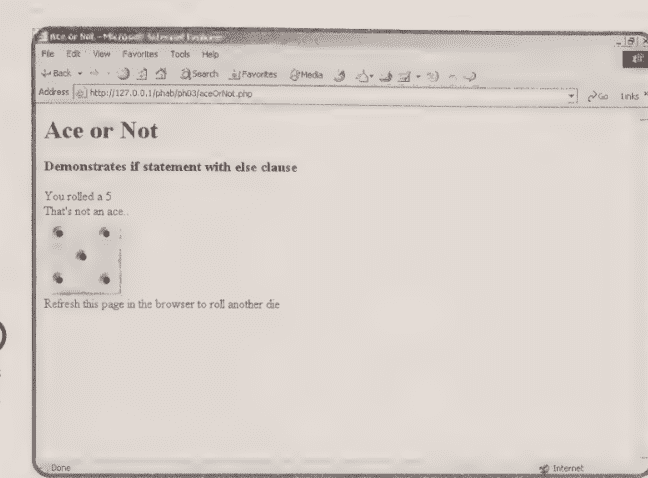 Ace or Not - Microsoft Internet Explorer
File Edit View Favorites Tools Help
Back Search Favorites Media
Address http://127.0.0.1/phab/ph03/aceOrNot.php Go Links »
Ace or Not
Demonstrates if statement with else clause
You rolled a 5
That's not an ace..
Refresh this page in the browser to roll another die
Done Internet